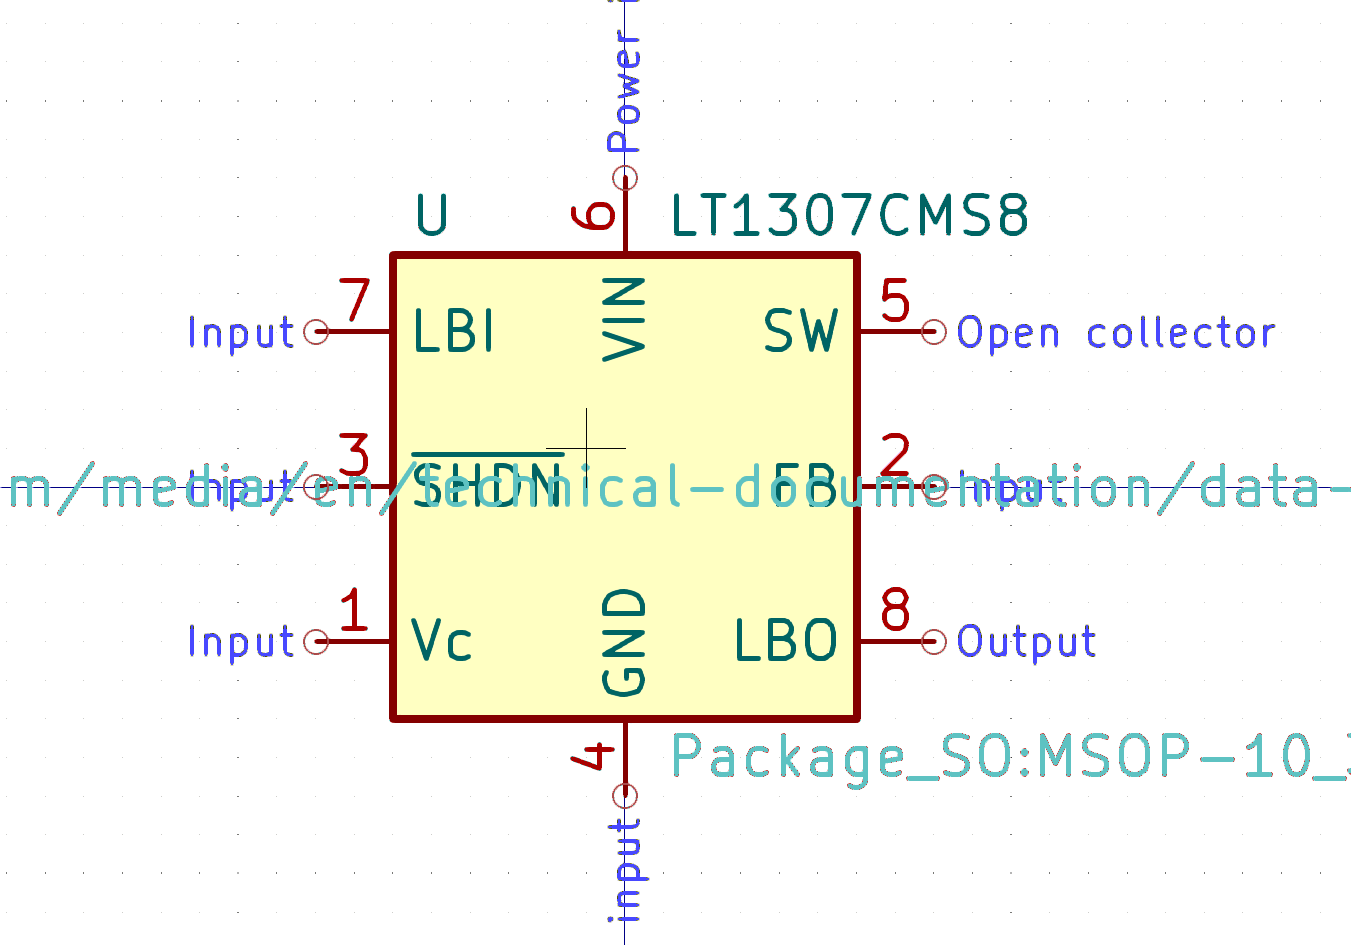 Power
U
6
LT1307CMS8
7
LBI
VIN
SW
5
Input
Open collector
3
SHDN
FB
2
Input
m/media/en/technical-documentation/data-
Input
1
Vc
GND
LBO
8
Input
Output
4
Package_SO:MSOP-10_
input